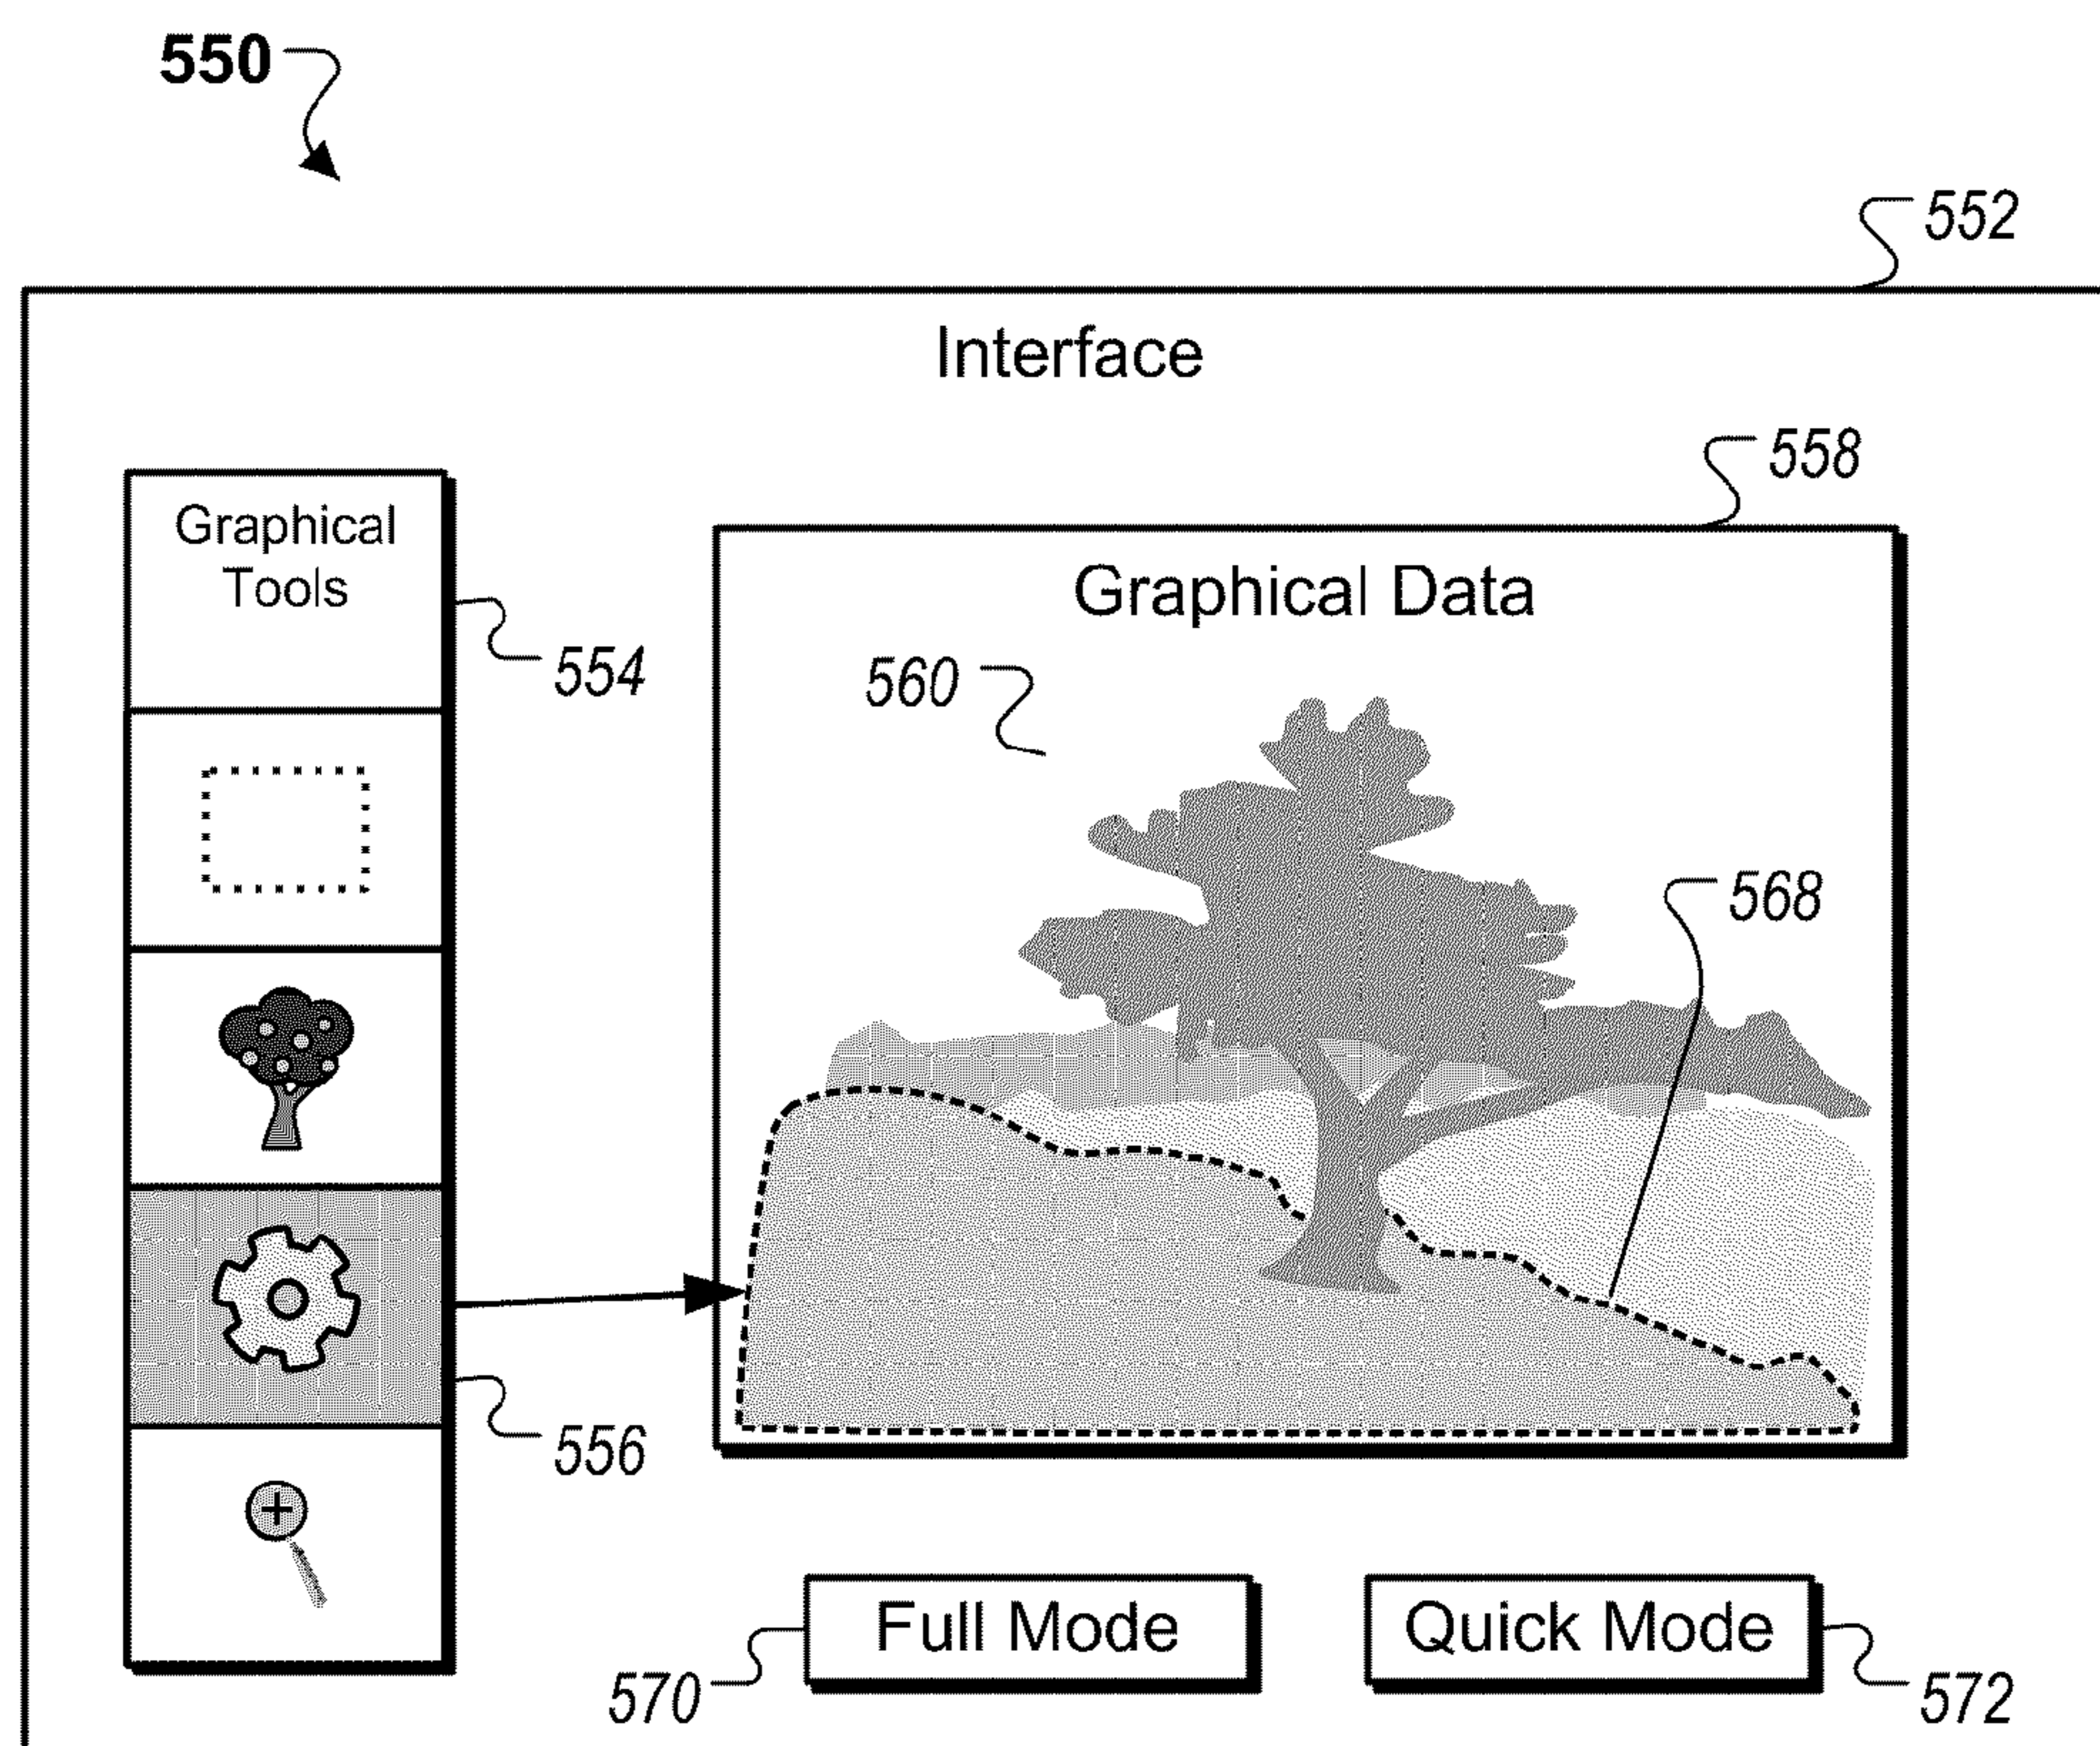 550
552
Interface
558
Graphical
Tools
Graphical Data
554
560
568
556
Full Mode
Quick Mode
570
572